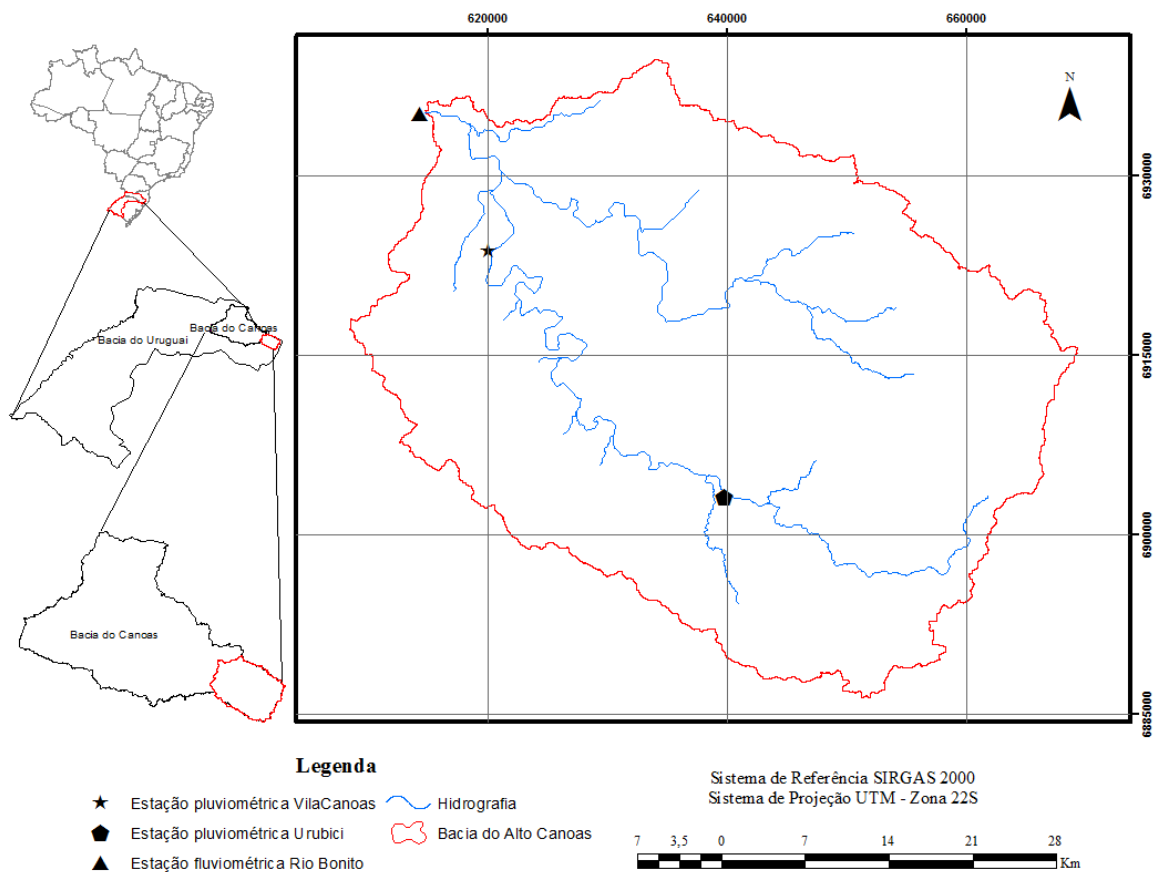 620000
640000
660000
N
6930000
6915000
6900000
6885000
Bacia do Canoas
Bacia do Uruguai
Bacia do Canoas
Legenda
Estação pluviométrica VilaCanoas
Hidrografia
Estação pluviométrica Urubici
Bacia do Alto Canoas
Estação fluviométrica Rio Bonito
Sistema de Referência SIRGAS 2000
Sistema de Projeção UTM - Zona 22S
7 3,5 0 7 14 21 28
Km